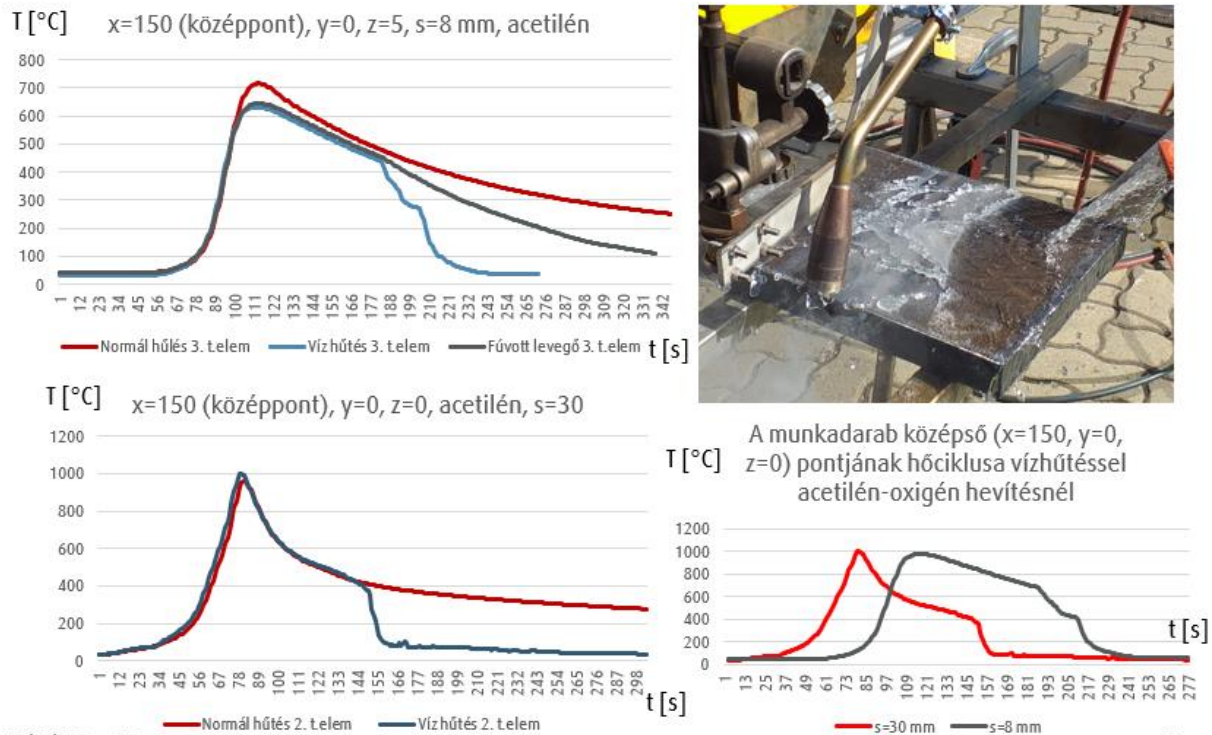 T [°C]
x=150 (középpont), y=0, z=5, s=8 mm, acetilén
800
700
600
500
400
300
200
100
0
1 12 23 34 45 56 67 78 89 100 111 122 133 144 155 166 177 188 199 210 221 232 243 254 265 276 287 298 309 320 331 342
Normál hűlés 3. t.elem Víz hűtés 3. t.elem Fúvott levegő 3. t.elem
t [s]
T [°C]
x=150 (középpont), y=0, z=0, acetilén, s=30
1200
1000
800
600
400
200
0
1 12 23 34 45 56 67 78 89 100 111 122 133 144 155 166 177 188 199 210 221 232 243 254 265 276 287 298
t [s]
Normál hűtés 2. t.elem Víz hűtés 2. t.elem
A munkadarab középső (x=150, y=0,
z=0) pontjának hőciklusa vízhűtéssel
acetilén-oxigén hevítésnél
T [°C]
1200
1000
800
600
400
200
0
t [s]
1 13 25 37 49 61 73 85 97 109 121 133 145 157 169 181 193 205 217 229 241 253 265 277
s=30 mm s=8 mm